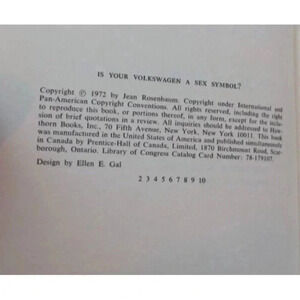 IS YOUR VOLKSWAGEN A SEX SYMBOL?
Copyright © 1972 by Jean Rosenbaum. Copyright under International and
Pan-American Copyright Conventions. All rights reserved, including the right
to reproduce this book, or portions thereof, in any form, except for the inclu-
sion of brief quotations in a review. All inquiries should be addressed to Haw-
thorn Books, Inc., 70 Fifth Avenue, New York, New York 10011. This book
was manufactured in the United States of America and published simultaneously
in Canada by Prentice-Hall of Canada, Limited, 1870 Birchmount Road, Scar-
borough, Ontario. Library of Congress Catalog Card Number: 78-179107.
Design by Ellen E. Gal
2 3 4 5 6 7 8 9 10